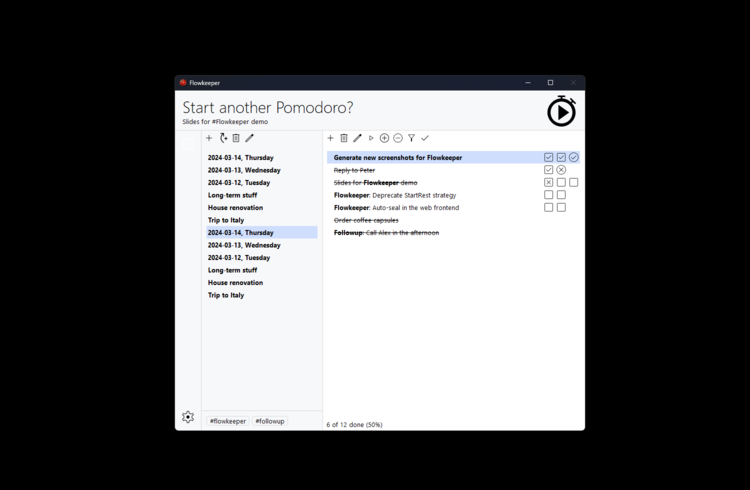 Flowkeeper
Start another Pomodoro?
Slides for #Flowkeeper demo
2024-03-14, Thursday
2024-03-13, Wednesday
2024-03-12, Tuesday
Long-term stuff
House renovation
Trip to Italy
2024-03-14, Thursday
2024-03-13, Wednesday
2024-03-12, Tuesday
Long-term stuff
House renovation
Trip to Italy
#flowkeeper #followup
Generate new screenshots for Flowkeeper
Reply to Peter
Slides for Flowkeeper demo
Flowkeeper: Deprecate StartRest strategy
Flowkeeper: Auto-seal in the web frontend
Order coffee capsules
Followup: Call Alex in the afternoon
6 of 12 done (50%)